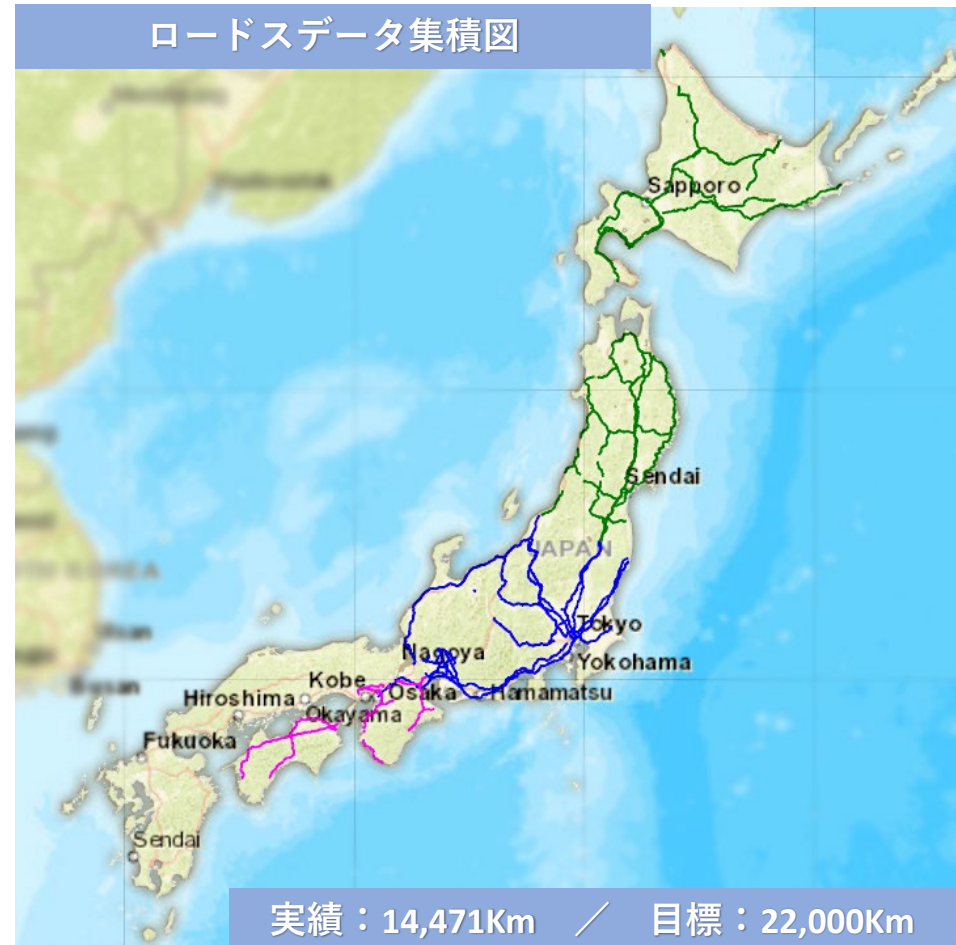 ロードスデータ集積図
Sapporo
Sendai
JAPAN
Tokyo
Nagoya
Yokohama
Kobe
Osaka
Hamamatsu
Hiroshima
Okayama
Fukuoka
Sendai
実績：14,471Km ／ 目標：22,000Km